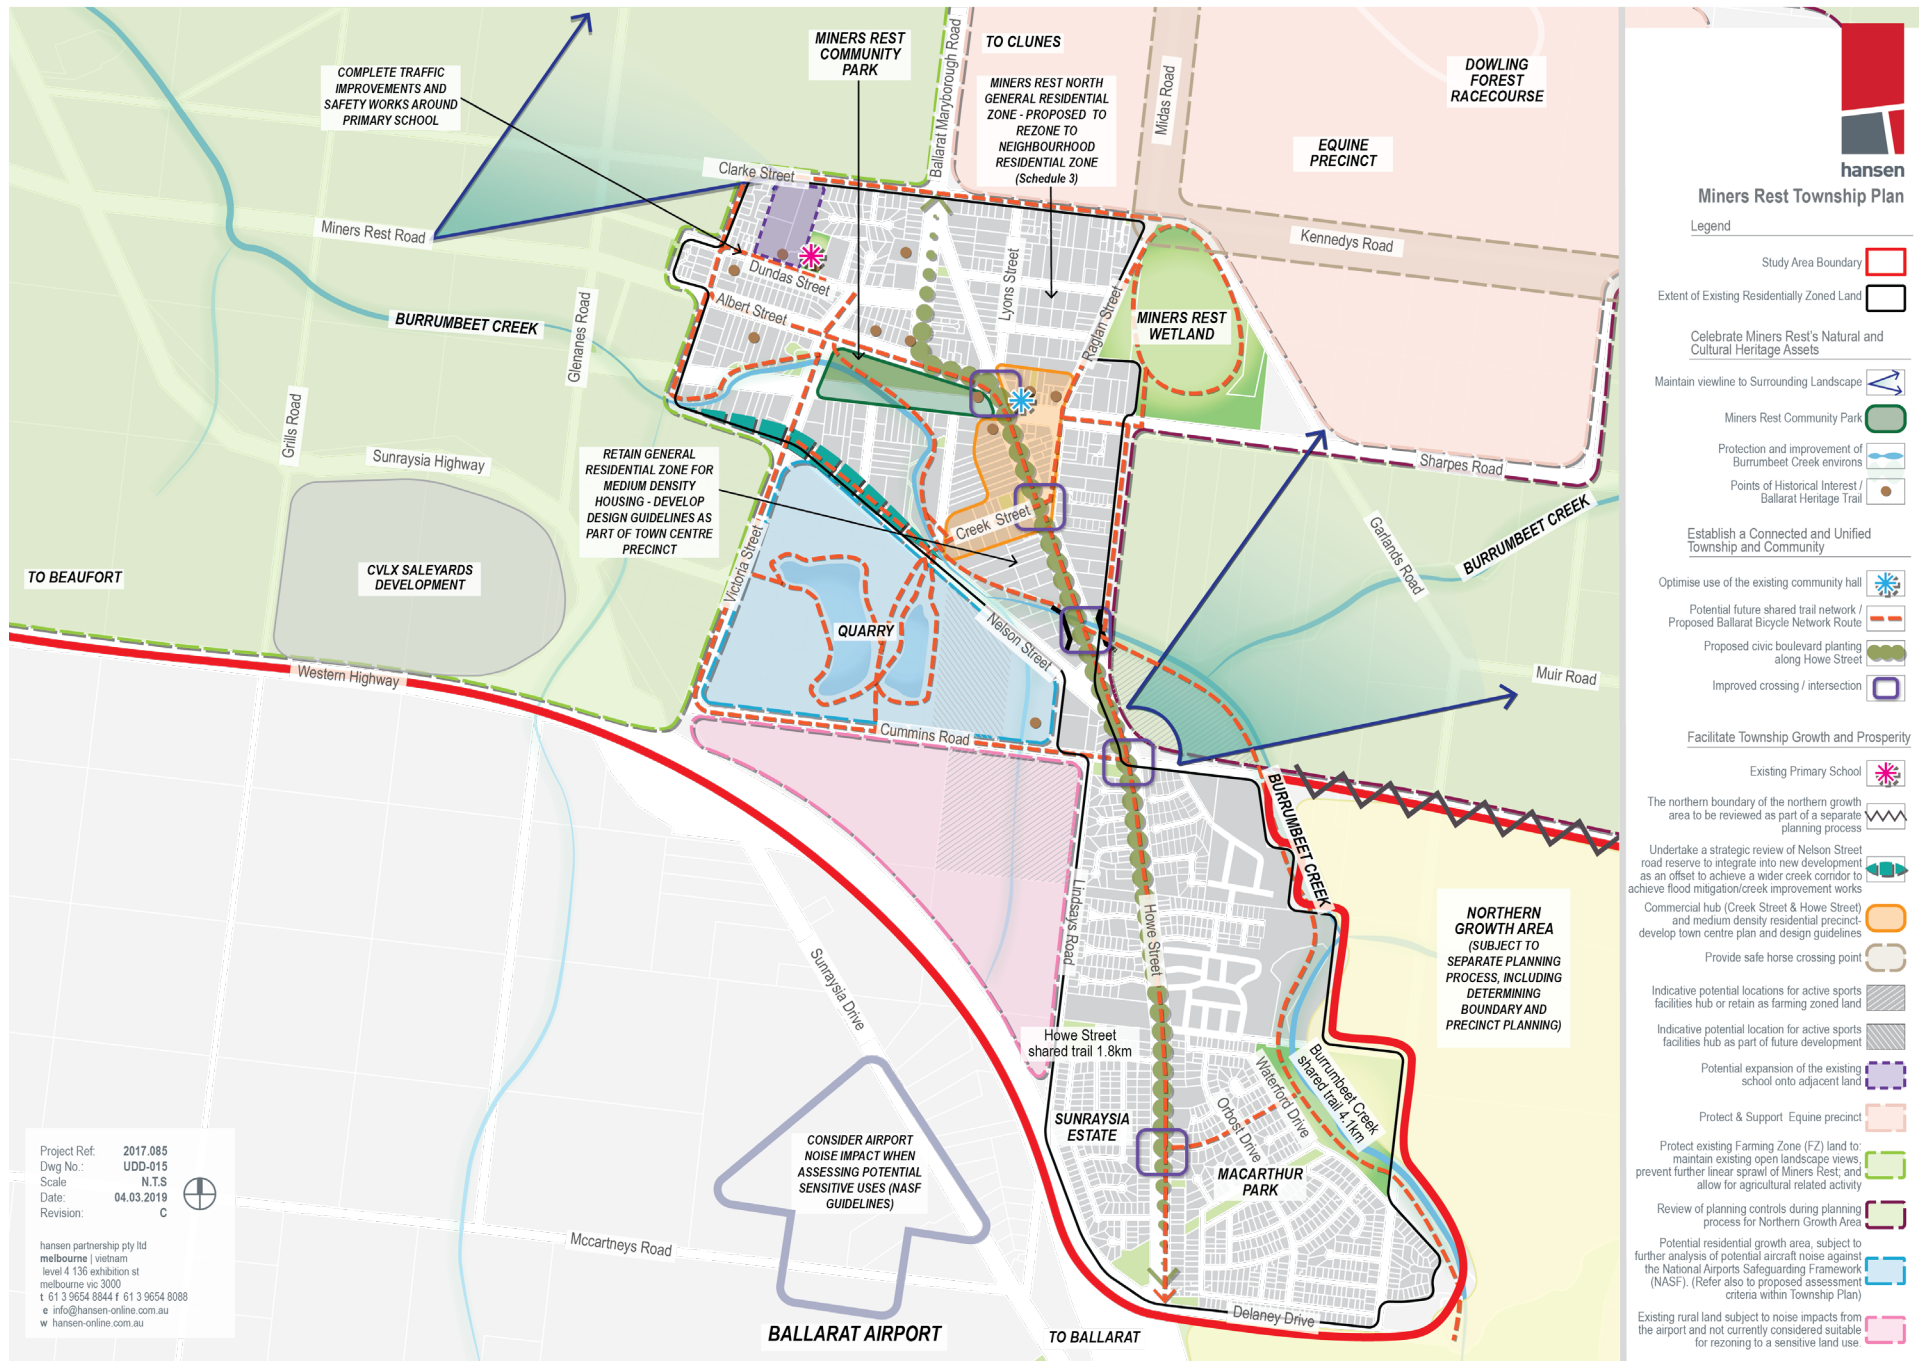 MINERS REST
COMMUNITY
PARK
COMPLETE TRAFFIC
IMPROVEMENTS AND
SAFETY WORKS AROUND
PRIMARY SCHOOL
Ballarat Maryborough Road
TO CLUNES
MINERS REST NORTH
GENERAL RESIDENTIAL
ZONE - PROPOSED TO
REZONE TO
NEIGHBOURHOOD
RESIDENTIAL ZONE
(Schedule 3)
Midas Road
DOWLING
FOREST
RACECOURSE
EQUINE
PRECINCT
Clarke Street
Miners Rest Road
Kennedys Road
Dundas Street
Albert Street
Lyons Street
Raglan Street
MINERS REST
WETLAND
BURRUMBEET CREEK
Glenanes Road
Grills Road
Sunraysia Highway
RETAIN GENERAL
RESIDENTIAL ZONE FOR
MEDIUM DENSITY
HOUSING - DEVELOP
DESIGN GUIDELINES AS
PART OF TOWN CENTRE
PRECINCT
Creek Street
Sharpes Road
Garlands Road
BURRUMBEET CREEK
TO BEAUFORT
CVLX SALEYARDS
DEVELOPMENT
Victoria Street
QUARRY
Nelson Street
Western Highway
Muir Road
Cummins Road
BURRUMBEET CREEK
Lindsays Road
Howe Street
Sunraysia Drive
NORTHERN
GROWTH AREA
(SUBJECT TO
SEPARATE PLANNING
PROCESS, INCLUDING
DETERMINING
BOUNDARY AND
PRECINCT PLANNING)
Howe Street
shared trail 1.8km
Burrumbeet Creek
shared trail 4.1km
Waterford Drive
Orbost Drive
SUNRAYSIA
ESTATE
MACARTHUR
PARK
CONSIDER AIRPORT
NOISE IMPACT WHEN
ASSESSING POTENTIAL
SENSITIVE USES (NASF
GUIDELINES)
Mccartneys Road
Delaney Drive
BALLARAT AIRPORT
TO BALLARAT
Project Ref: 2017.085
Dwg No.: UDD-015
Scale N.T.S
Date: 04.03.2019
Revision: C
hansen partnership pty ltd
melbourne | vietnam
level 4 136 exhibition st
melbourne vic 3000
t 61 3 9654 8844 f 61 3 9654 8088
e info@hansen-online.com.au
w hansen-online.com.au
hansen
Miners Rest Township Plan
Legend
Study Area Boundary
Extent of Existing Residentially Zoned Land
Celebrate Miners Rest's Natural and
Cultural Heritage Assets
Maintain viewline to Surrounding Landscape
Miners Rest Community Park
Protection and improvement of
Burrumbeet Creek environs
Points of Historical Interest /
Ballarat Heritage Trail
Establish a Connected and Unified
Township and Community
Optimise use of the existing community hall
Potential future shared trail network /
Proposed Ballarat Bicycle Network Route
Proposed civic boulevard planting
along Howe Street
Improved crossing / intersection
Facilitate Township Growth and Prosperity
Existing Primary School
The northern boundary of the northern growth
area to be reviewed as part of a separate
planning process
Undertake a strategic review of Nelson Street
road reserve to integrate into new development
as an offset to achieve a wider creek corridor to
achieve flood mitigation/creek improvement works
Commercial hub (Creek Street & Howe Street)
and medium density residential precinct-
develop town centre plan and design guidelines
Provide safe horse crossing point
Indicative potential locations for active sports
facilities hub or retain as farming zoned land
Indicative potential location for active sports
facilities hub as part of future development
Potential expansion of the existing
school onto adjacent land
Protect & Support Equine precinct
Protect existing Farming Zone (FZ) land to:
maintain existing open landscape views,
prevent further linear sprawl of Miners Rest; and
allow for agricultural related activity
Review of planning controls during planning
process for Northern Growth Area
Potential residential growth area, subject to
further analysis of potential aircraft noise against
the National Airports Safeguarding Framework
(NASF). (Refer also to proposed assessment
criteria within Township Plan)
Existing rural land subject to noise impacts from
the airport and not currently considered suitable
for rezoning to a sensitive land use.